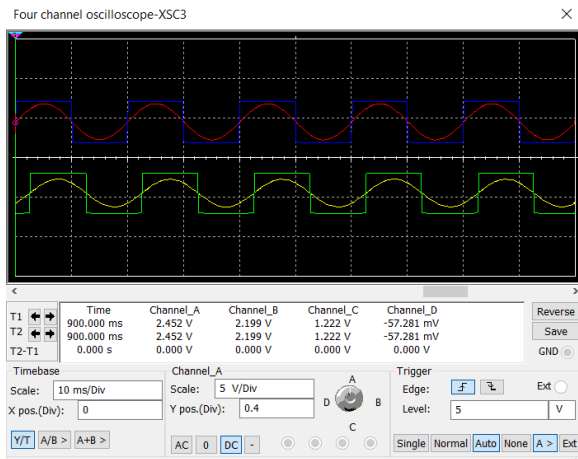 Four channel oscilloscope-XSC3
Time Channel_A Channel_B Channel_C Channel_D
T1 900.000 ms 2.452 V 2.199 V 1.222 V -57.281 mV
T2 900.000 ms 2.452 V 2.199 V 1.222 V -57.281 mV
T2-T1 0.000 s 0.000 V 0.000 V 0.000 V 0.000 V
Reverse
Save
GND
Timebase
Scale: 10 ms/Div
X pos.(Div): 0
Y/T A/B > A+B >
Channel_A
Scale: 5 V/Div
Y pos.(Div): 0.4
AC 0 DC -
A
D B
C
Trigger
Edge: Ext
Level: 5 V
Single Normal Auto None A > Ext